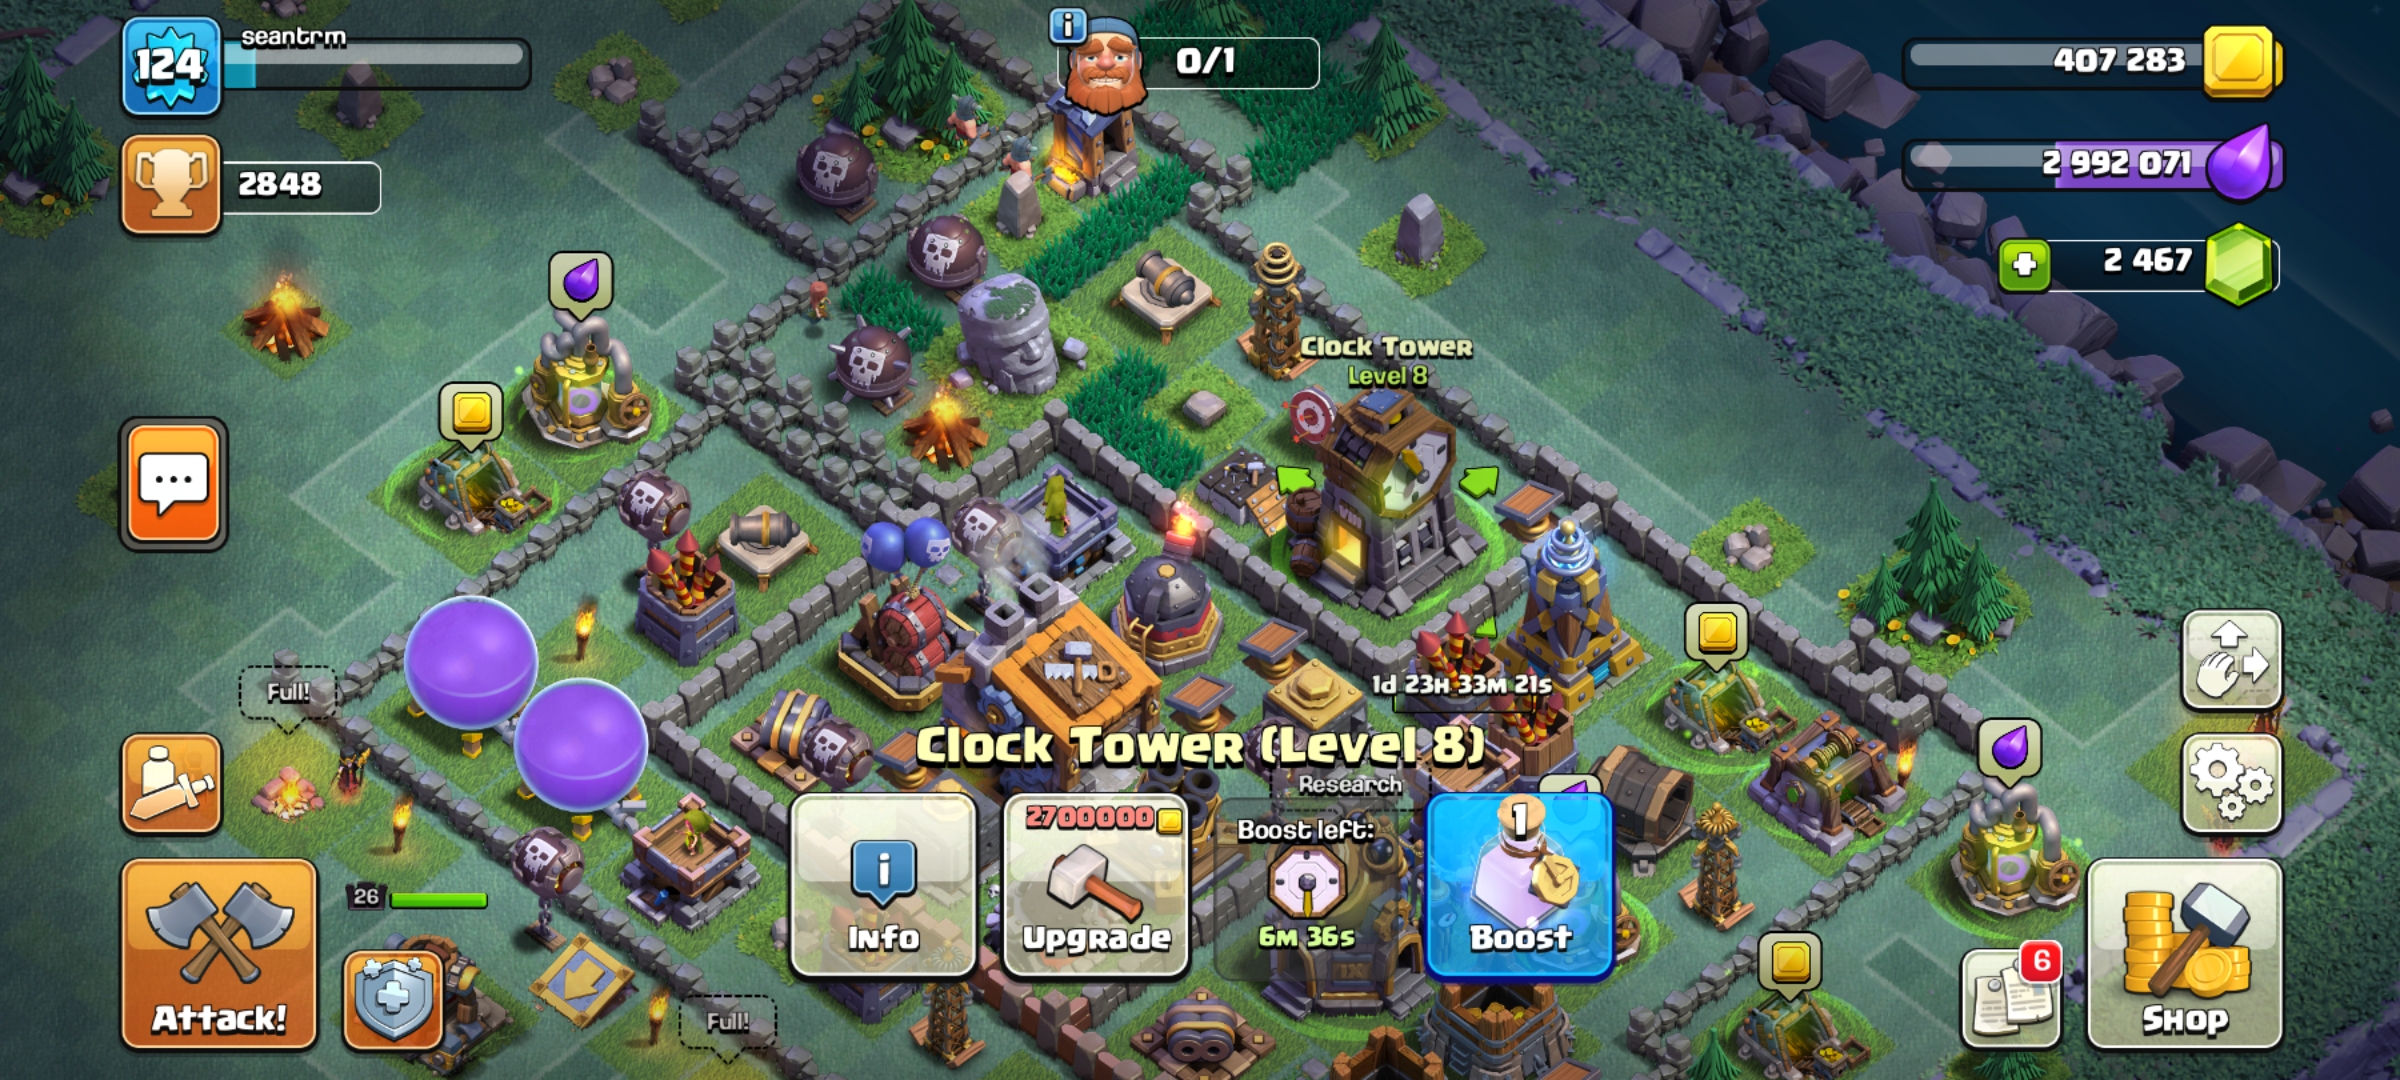 124
seantrm
0/1
407 283
2848
2 992 071
2 467
Clock Tower
Level 8
Full!
1d 23H 33M 21s
Clock Tower (Level 8)
Research
2700000
Boost left:
1
26
Info
Upgrade
6M 36s
Boost
6
Attack!
Full!
Shop